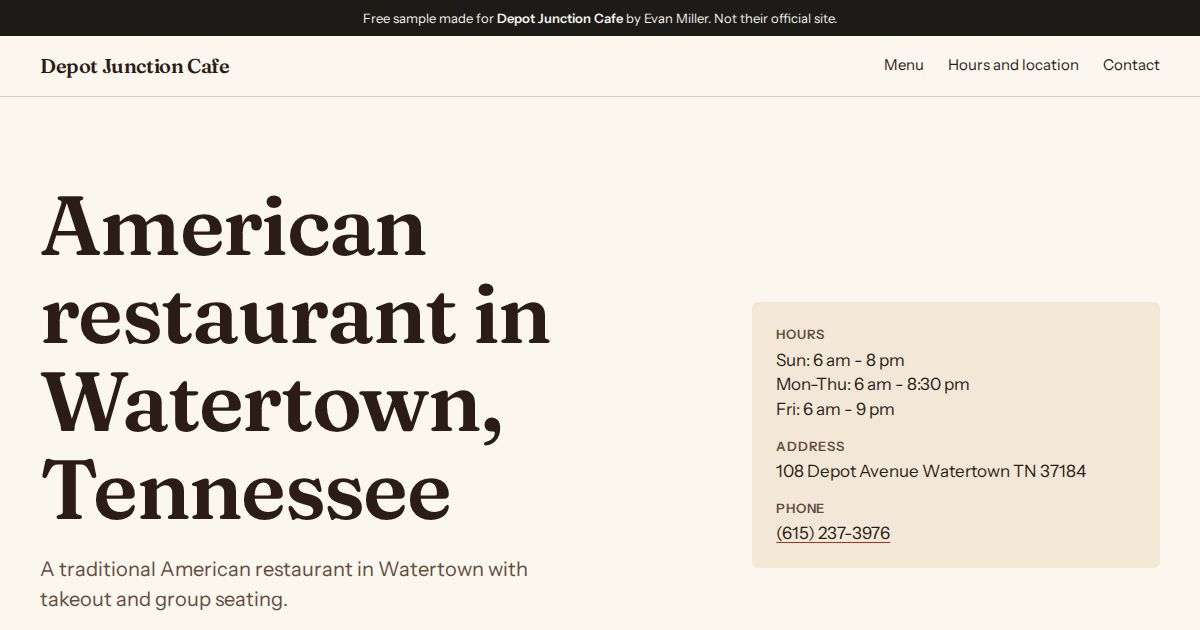 Free sample made for Depot Junction Cafe by Evan Miller. Not their official site.
Depot Junction Cafe
Menu
Hours and location
Contact
American
restaurant in
Watertown,
Tennessee
A traditional American restaurant in Watertown with
takeout and group seating.
HOURS
Sun: 6 am - 8 pm
Mon-Thu: 6 am - 8:30 pm
Fri: 6 am - 9 pm
ADDRESS
108 Depot Avenue Watertown TN 37184
PHONE
(615) 237-3976